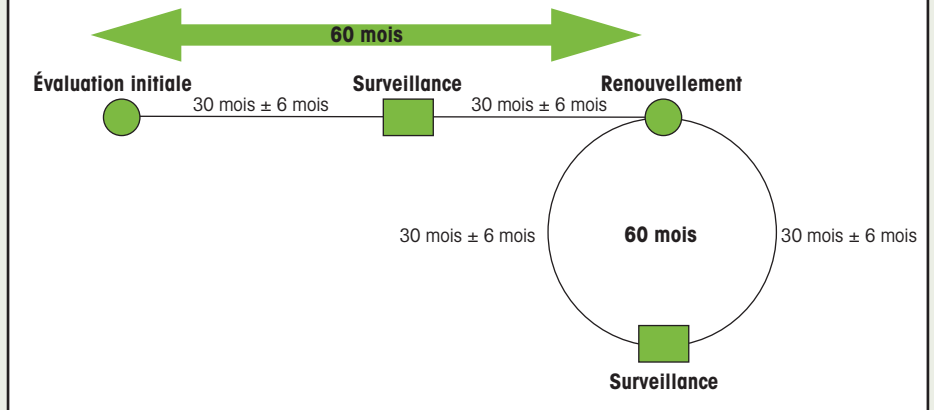 60 mois
Évaluation initiale
Surveillance
Renouvellement
30 mois ± 6 mois
30 mois ± 6 mois
30 mois ± 6 mois
60 mois
30 mois ± 6 mois
Surveillance